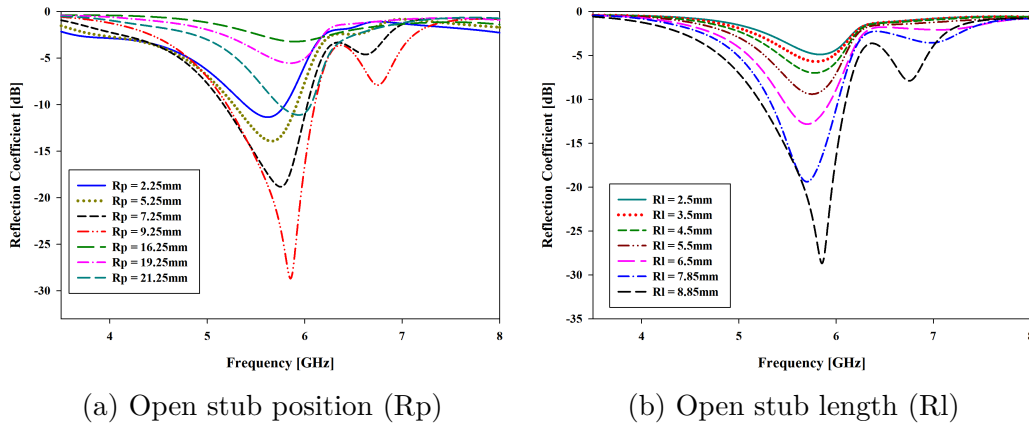 0
-5
-10
-15
-20
-25
-30
Reflection Coefficient [dB]
Rp = 2.25mm
Rp = 5.25mm
Rp = 7.25mm
Rp = 9.25mm
Rp = 16.25mm
Rp = 19.25mm
Rp = 21.25mm
4 5 6 7 8
Frequency [GHz]
(a) Open stub position (Rp)
0
-5
-10
-15
-20
-25
-30
-35
Reflection Coefficient [dB]
Rl = 2.5mm
Rl = 3.5mm
Rl = 4.5mm
Rl = 5.5mm
Rl = 6.5mm
Rl = 7.85mm
Rl = 8.85mm
4 5 6 7 8
Frequency [GHz]
(b) Open stub length (Rl)